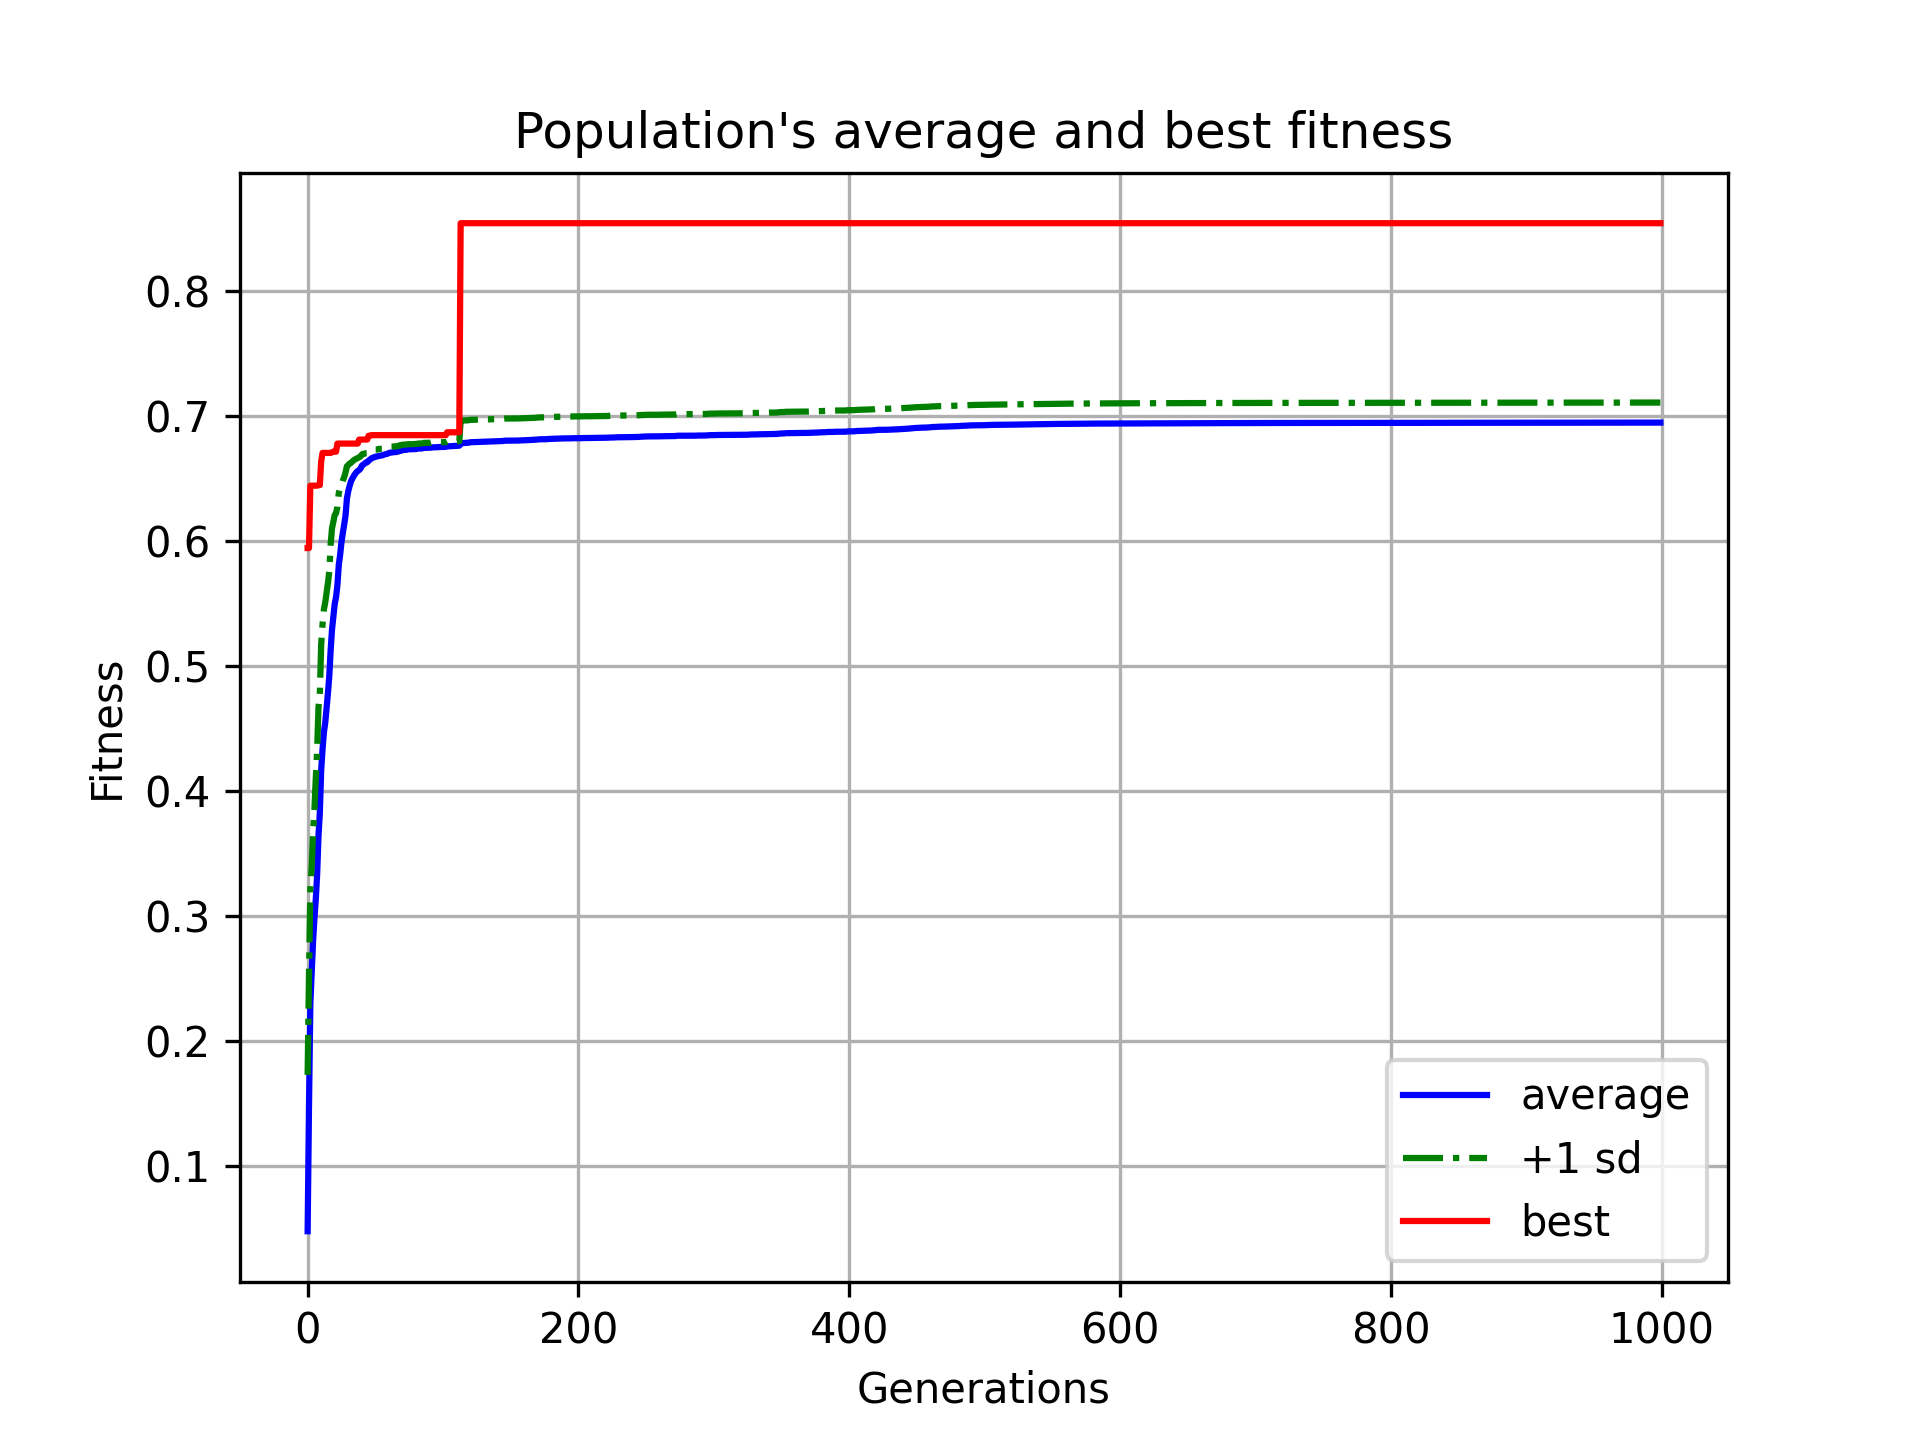 Population's average and best fitness
Fitness
0.8
0.7
0.6
0.5
0.4
0.3
0.2
0.1
0 200 400 600 800 1000
Generations
average
+1 sd
best